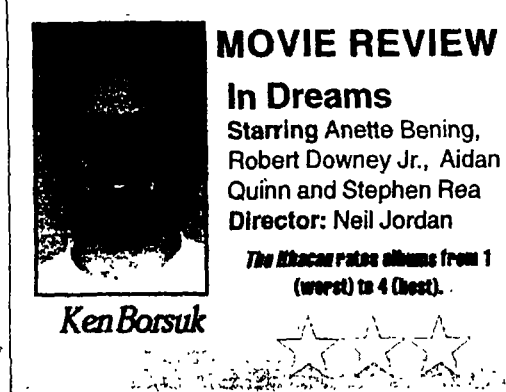 MOVIE REVIEW
In Dreams
Starring Anette Bening,
Robert Downey Jr., Aidan
Quinn and Stephen Rea
Director: Neil Jordan
The Ithacan rates albums from 1
(worst) to 4 (best).
Ken Borsuk